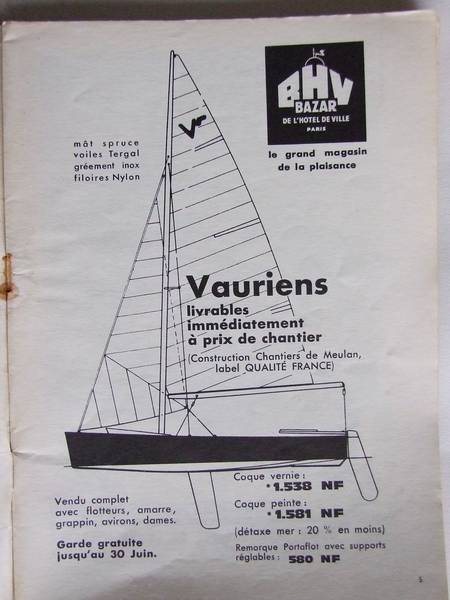 BHV
BAZAR
DE L'HOTEL DE VILLE
PARIS
le grand magasin
de la plaisance
mât spruce
voiles Tergal
gréement inox
filoires Nylon
Vauriens
livrables
immédiatement
à prix de chantier
(Construction Chantiers de Meulan,
label QUALITÉ FRANCE)
Coque vernie :
1.538 NF
Coque peinte :
1.581 NF
(détaxe mer : 20 % en moins)
Remorque Portaflot avec supports
réglables : 580 NF
Vendu complet
avec flotteurs, amarre,
grappin, avirons, dames.
Garde gratuite
jusqu'au 30 Juin.
5